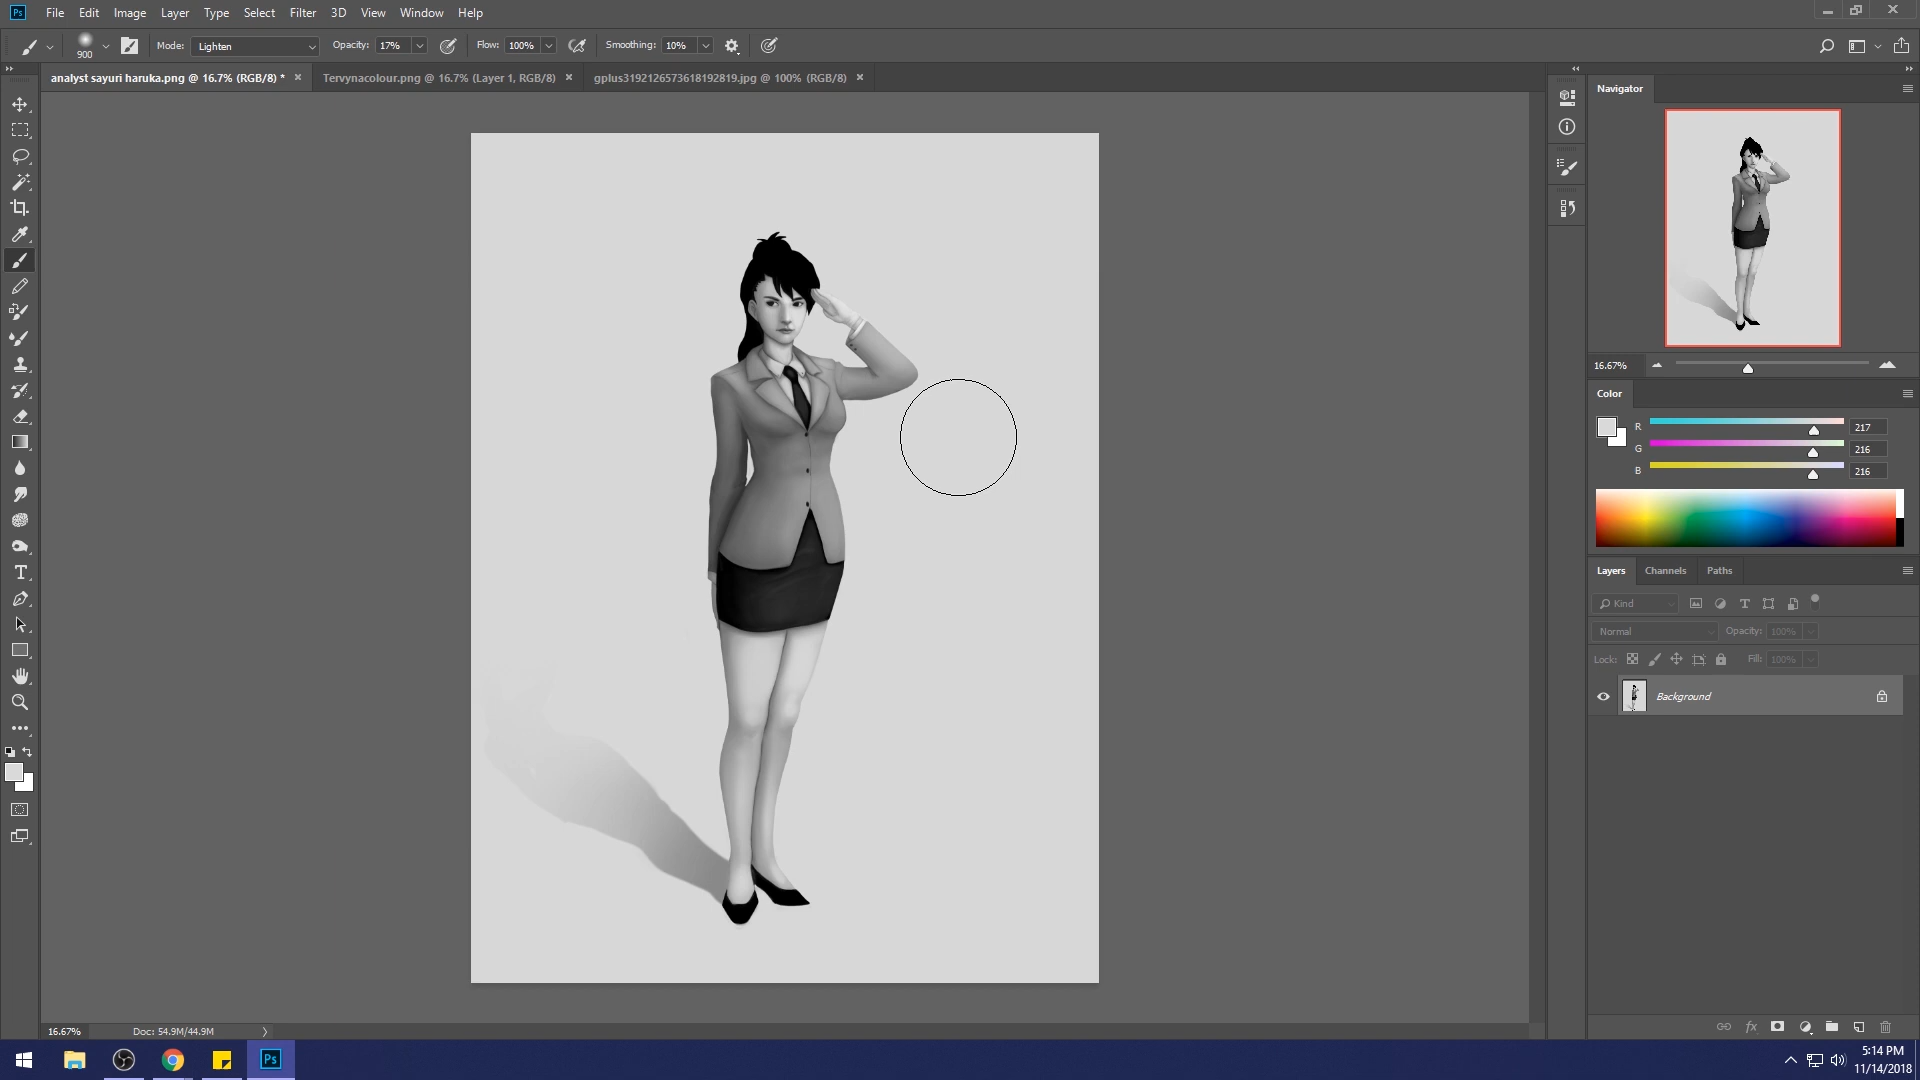 Ps File Edit Image Layer Type Select Filter 3D View Window Help
900 Mode: Lighten Opacity: 17% Flow: 100% Smoothing: 10%
analyst sayuri haruka.png @ 16.7% (RGB/8) * × Tervynacolour.png @ 16.7% (Layer 1, RGB/8) × gplus3192126573618192819.jpg @ 100% (RGB/8) ×
Navigator
16.67%
Color
R 217
G 216
B 216
Layers Channels Paths
Kind
Normal Opacity: 100%
Lock: Fill: 100%
Background
16.67% Doc: 54.9M/44.9M
Ps
5:14 PM
11/14/2018